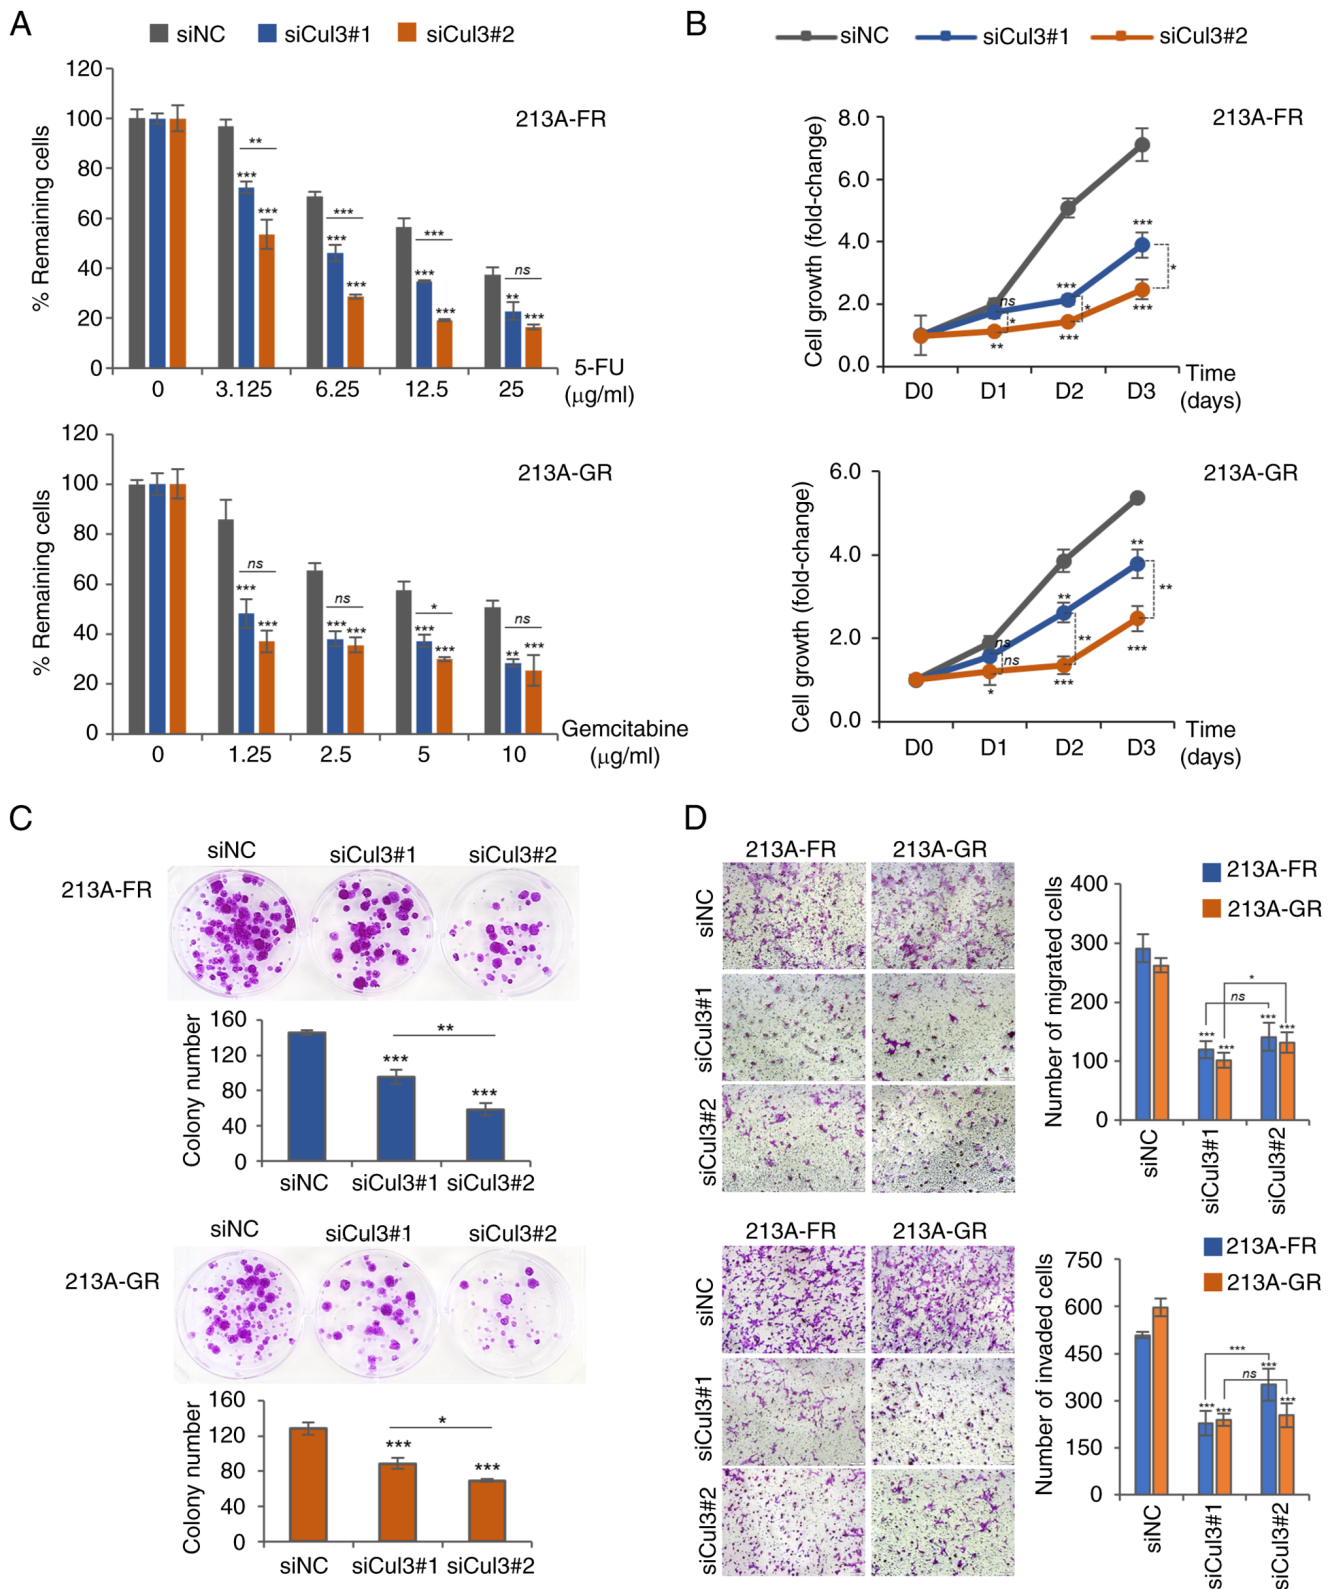 A
siNC siCul3#1 siCul3#2
213A-FR
% Remaining cells
120
100
80
60
40
20
0
** *** ***
*** *** ***
*** *** ***
ns ** ***
0 3.125 6.25 12.5 25
5-FU
(µg/ml)
213A-GR
% Remaining cells
120
100
80
60
40
20
0
ns *** ***
ns *** ***
* *** ***
ns ** ***
0 1.25 2.5 5 10
Gemcitabine
(µg/ml)
B
siNC siCul3#1 siCul3#2
213A-FR
Cell growth (fold-change)
8.0
6.0
4.0
2.0
0.0
ns * **
*** * ***
*** * ***
D0 D1 D2 D3
Time
(days)
213A-GR
Cell growth (fold-change)
6.0
4.0
2.0
0.0
ns ns *
** ** ***
** ** ***
D0 D1 D2 D3
Time
(days)
C
siNC siCul3#1 siCul3#2
213A-FR
Colony number
160
120
80
40
0
**
*** ***
siNC siCul3#1 siCul3#2
siNC siCul3#1 siCul3#2
213A-GR
Colony number
160
120
80
40
0
*
*** ***
siNC siCul3#1 siCul3#2
D
213A-FR 213A-GR
siNC
siCul3#1
siCul3#2
213A-FR
213A-GR
Number of migrated cells
400
300
200
100
0
*
ns
*** *** *** ***
siNC siCul3#1 siCul3#2
213A-FR 213A-GR
siNC
siCul3#1
siCul3#2
213A-FR
213A-GR
Number of invaded cells
750
600
450
300
150
0
***
ns
*** *** *** ***
siNC siCul3#1 siCul3#2